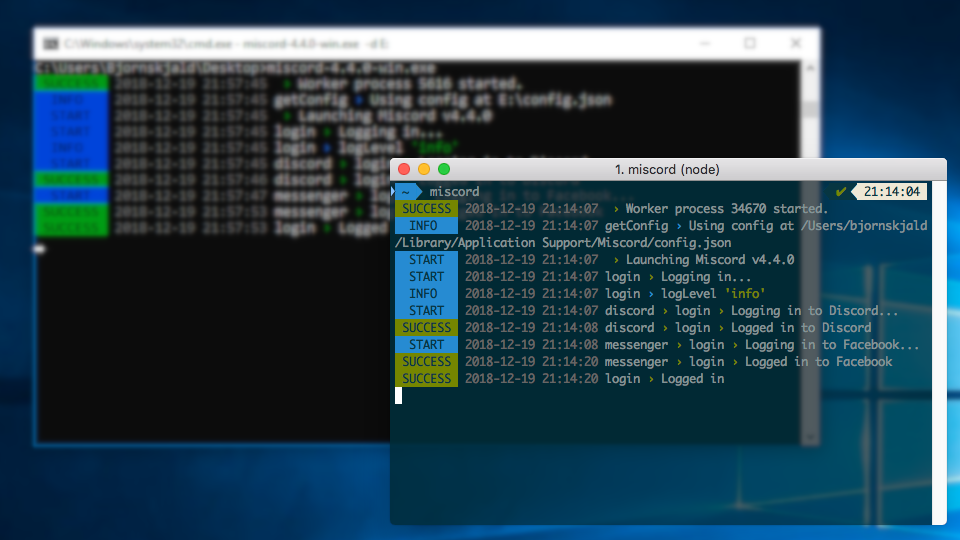 C:\Windows\system32\cmd.exe - miscord-4.4.0-win.exe -d E:
C:\Users\Bjornskjald\Desktop>miscord-4.4.0-win.exe
SUCCESS 2018-12-19 21:57:45 › Worker process 5616 started.
INFO 2018-12-19 21:57:45 getConfig › Using config at E:\config.json
START 2018-12-19 21:57:45 › Launching Miscord v4.4.0
START 2018-12-19 21:57:45 login › Logging in...
INFO 2018-12-19 21:57:45 login › logLevel 'info'
START 2018-12-19 21:57:45 discord › login
SUCCESS 2018-12-19 21:57:46 discord › login
START 2018-12-19 21:57:47 messenger ›
SUCCESS 2018-12-19 21:57:53 messenger ›
SUCCESS 2018-12-19 21:57:53 login › Logged
1. miscord (node)
~ miscord ✔ 21:14:04
SUCCESS 2018-12-19 21:14:07 › Worker process 34670 started.
INFO 2018-12-19 21:14:07 getConfig › Using config at /Users/bjornskjald
/Library/Application Support/Miscord/config.json
START 2018-12-19 21:14:07 › Launching Miscord v4.4.0
START 2018-12-19 21:14:07 login › Logging in...
INFO 2018-12-19 21:14:07 login › logLevel 'info'
START 2018-12-19 21:14:07 discord › login › Logging in to Discord...
SUCCESS 2018-12-19 21:14:08 discord › login › Logged in to Discord
START 2018-12-19 21:14:08 messenger › login › Logging in to Facebook...
SUCCESS 2018-12-19 21:14:20 messenger › login › Logged in to Facebook
SUCCESS 2018-12-19 21:14:20 login › Logged in